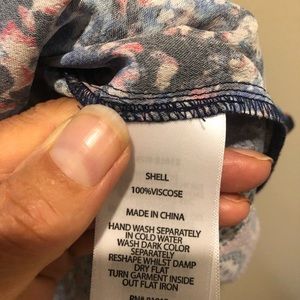 SHELL
100%VISCOSE
MADE IN CHINA
HAND WASH SEPARATELY
IN COLD WATER
WASH DARK COLOR
SEPARATELY
RESHAPE WHILST DAMP
DRY FLAT
TURN GARMENT INSIDE
OUT FLAT IRON